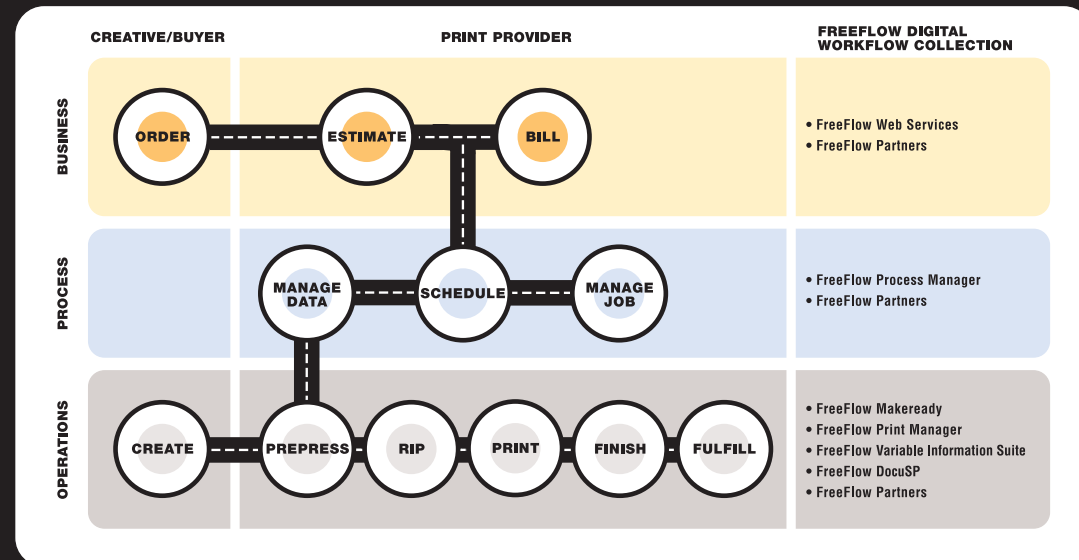 CREATIVE/BUYER
PRINT PROVIDER
FREEFLOW DIGITAL
WORKFLOW COLLECTION
BUSINESS
ORDER
ESTIMATE
BILL
• FreeFlow Web Services
• FreeFlow Partners
PROCESS
MANAGE
DATA
SCHEDULE
MANAGE
JOB
• FreeFlow Process Manager
• FreeFlow Partners
OPERATIONS
CREATE
PREPRESS
RIP
PRINT
FINISH
FULFILL
• FreeFlow Makeready
• FreeFlow Print Manager
• FreeFlow Variable Information Suite
• FreeFlow DocuSP
• FreeFlow Partners